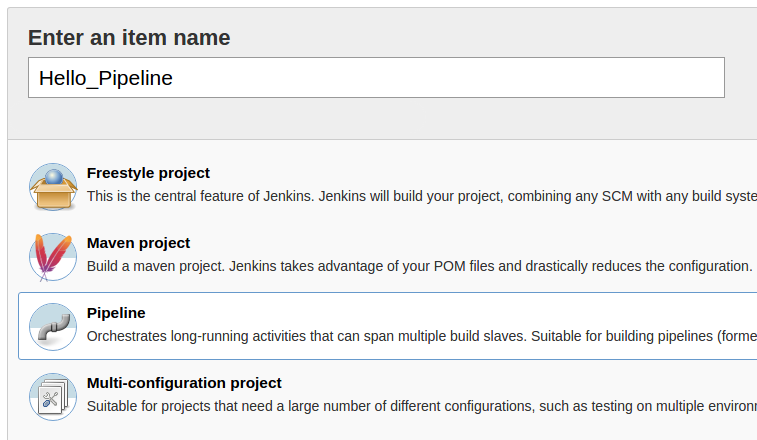 Enter an item name
Hello_Pipeline
Freestyle project
This is the central feature of Jenkins. Jenkins will build your project, combining any SCM with any build
Maven project
Build a maven project. Jenkins takes advantage of your POM files and drastically reduces the configuration.
Pipeline
Orchestrates long-running activities that can span multiple build slaves. Suitable for building pipelines
Multi-configuration project
Suitable for projects that need a large number of different configurations, such as testing on multiple